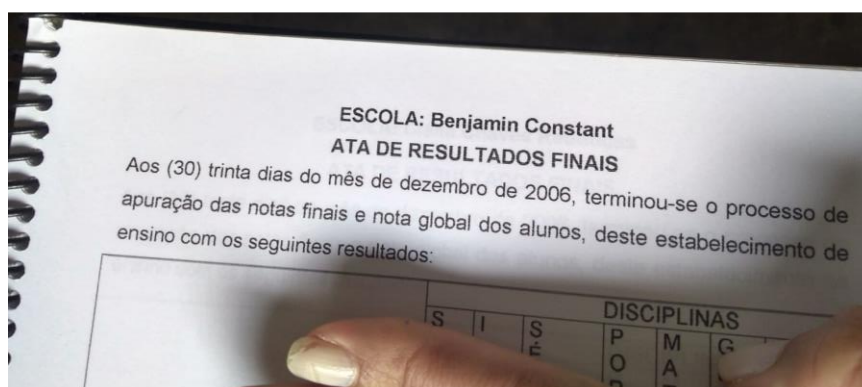 ESCOLA: Benjamin Constant
ATA DE RESULTADOS FINAIS
Aos (30) trinta dias do mês de dezembro de 2006, terminou-se o processo de
apuração das notas finais e nota global dos alunos, deste estabelecimento de
ensino com os seguintes resultados:
DISCIPLINAS
S I S P M G
É O A